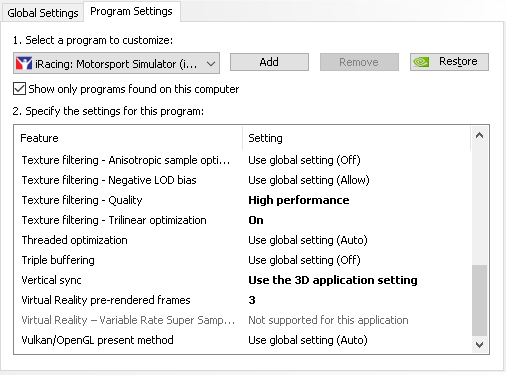 Global Settings Program Settings
1. Select a program to customize:
iRacing: Motorsport Simulator (i... Add Remove Restore
Show only programs found on this computer
2. Specify the settings for this program:
Feature Setting
Texture filtering - Anisotropic sample opti... Use global setting (Off)
Texture filtering - Negative LOD bias Use global setting (Allow)
Texture filtering - Quality High performance
Texture filtering - Trilinear optimization On
Threaded optimization Use global setting (Auto)
Triple buffering Use global setting (Off)
Vertical sync Use the 3D application setting
Virtual Reality pre-rendered frames 3
Virtual Reality – Variable Rate Super Samp... Not supported for this application
Vulkan/OpenGL present method Use global setting (Auto)